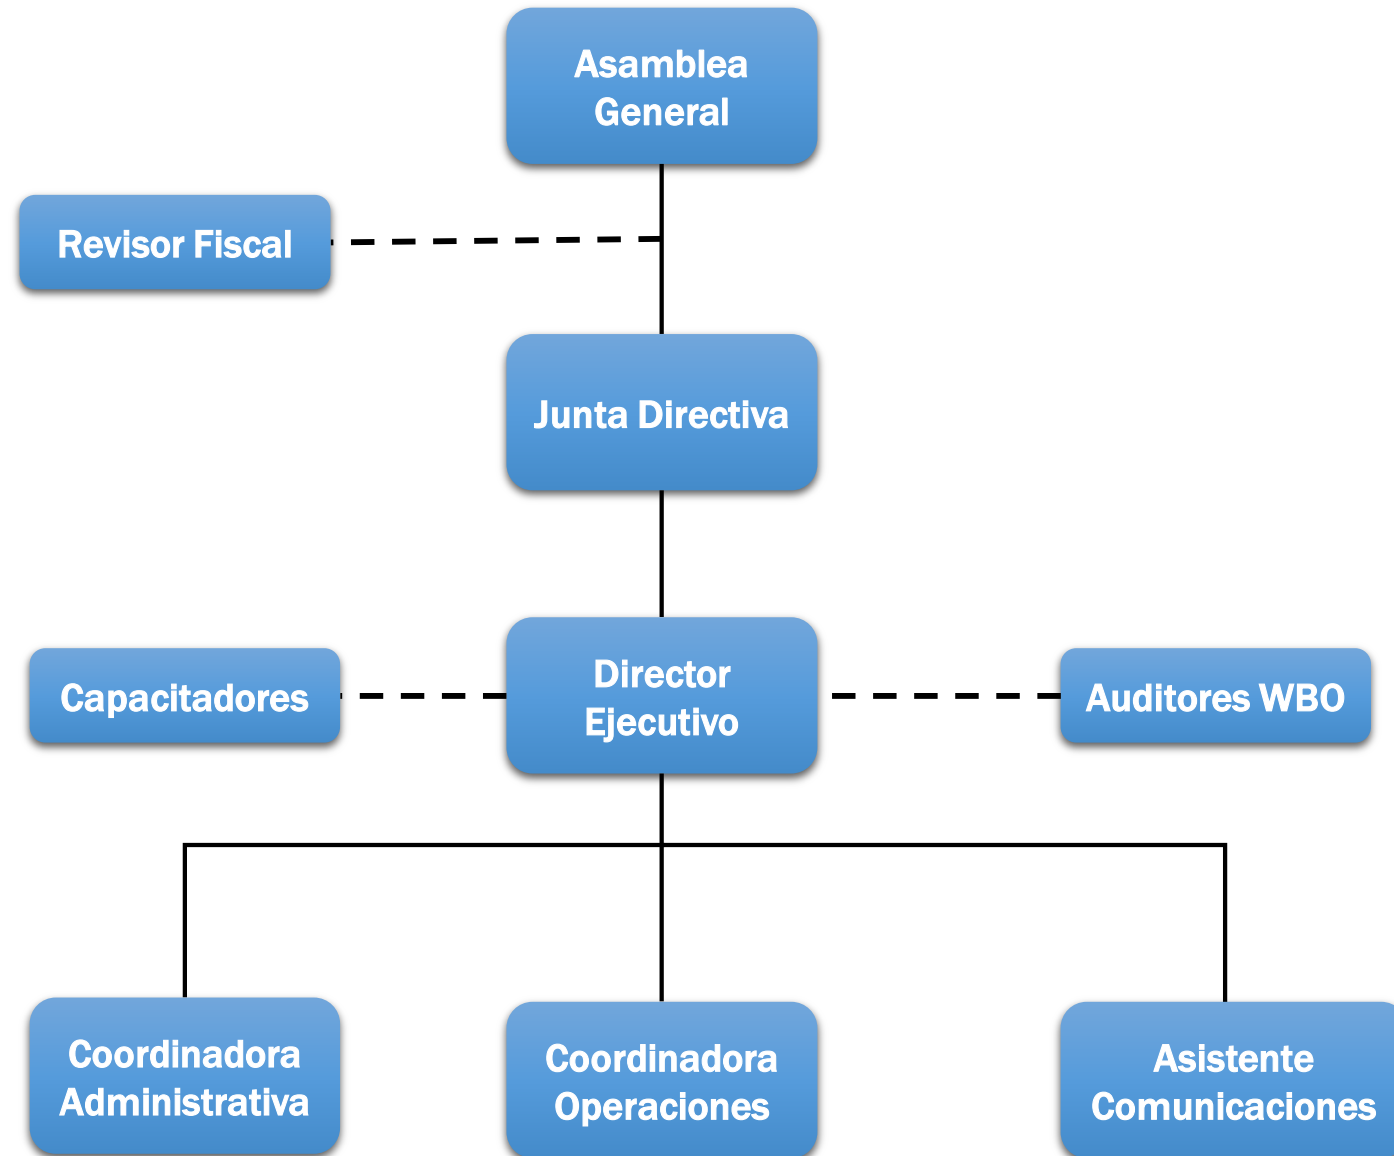 Asamblea
General
Revisor Fiscal
Junta Directiva
Capacitadores
Director
Ejecutivo
Auditores WBO
Coordinadora
Administrativa
Coordinadora
Operaciones
Asistente
Comunicaciones